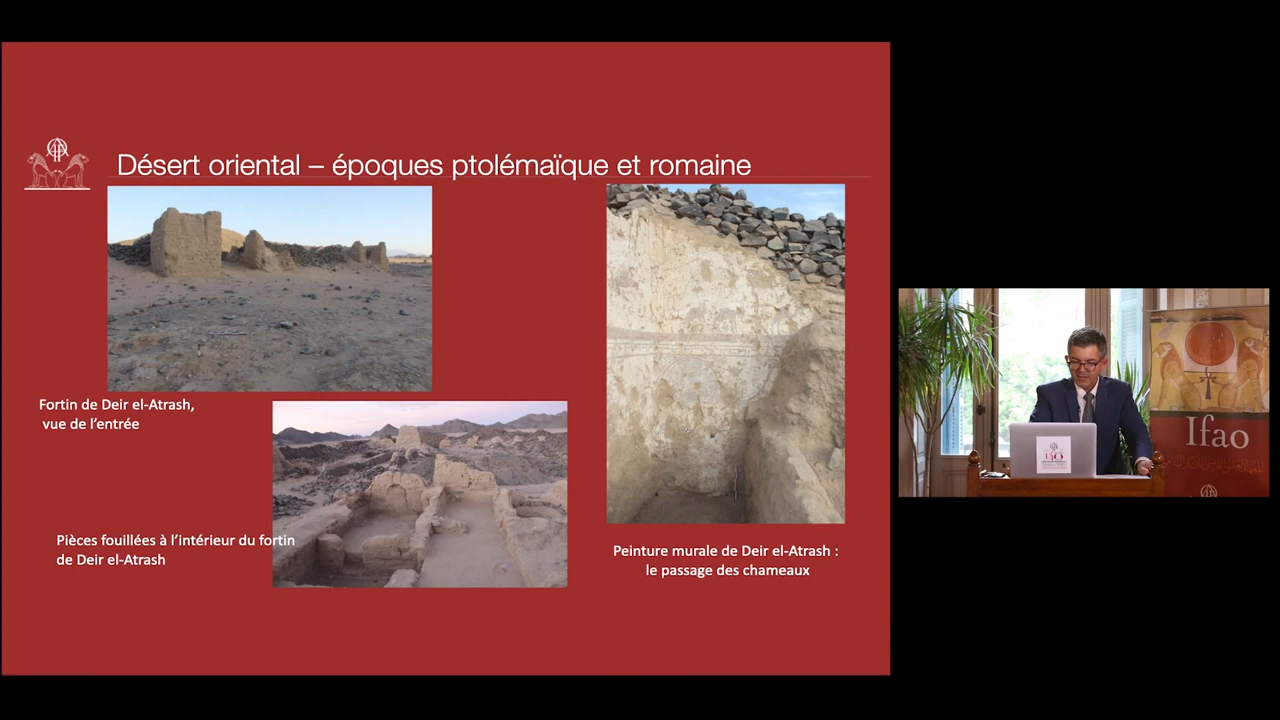 Désert oriental – époques ptolémaïque et romaine
Fortin de Deir el-Atrash,
vue de l'entrée
Pièces fouillées à l'intérieur du fortin
de Deir el-Atrash
Peinture murale de Deir el-Atrash :
le passage des chameaux
Ifao